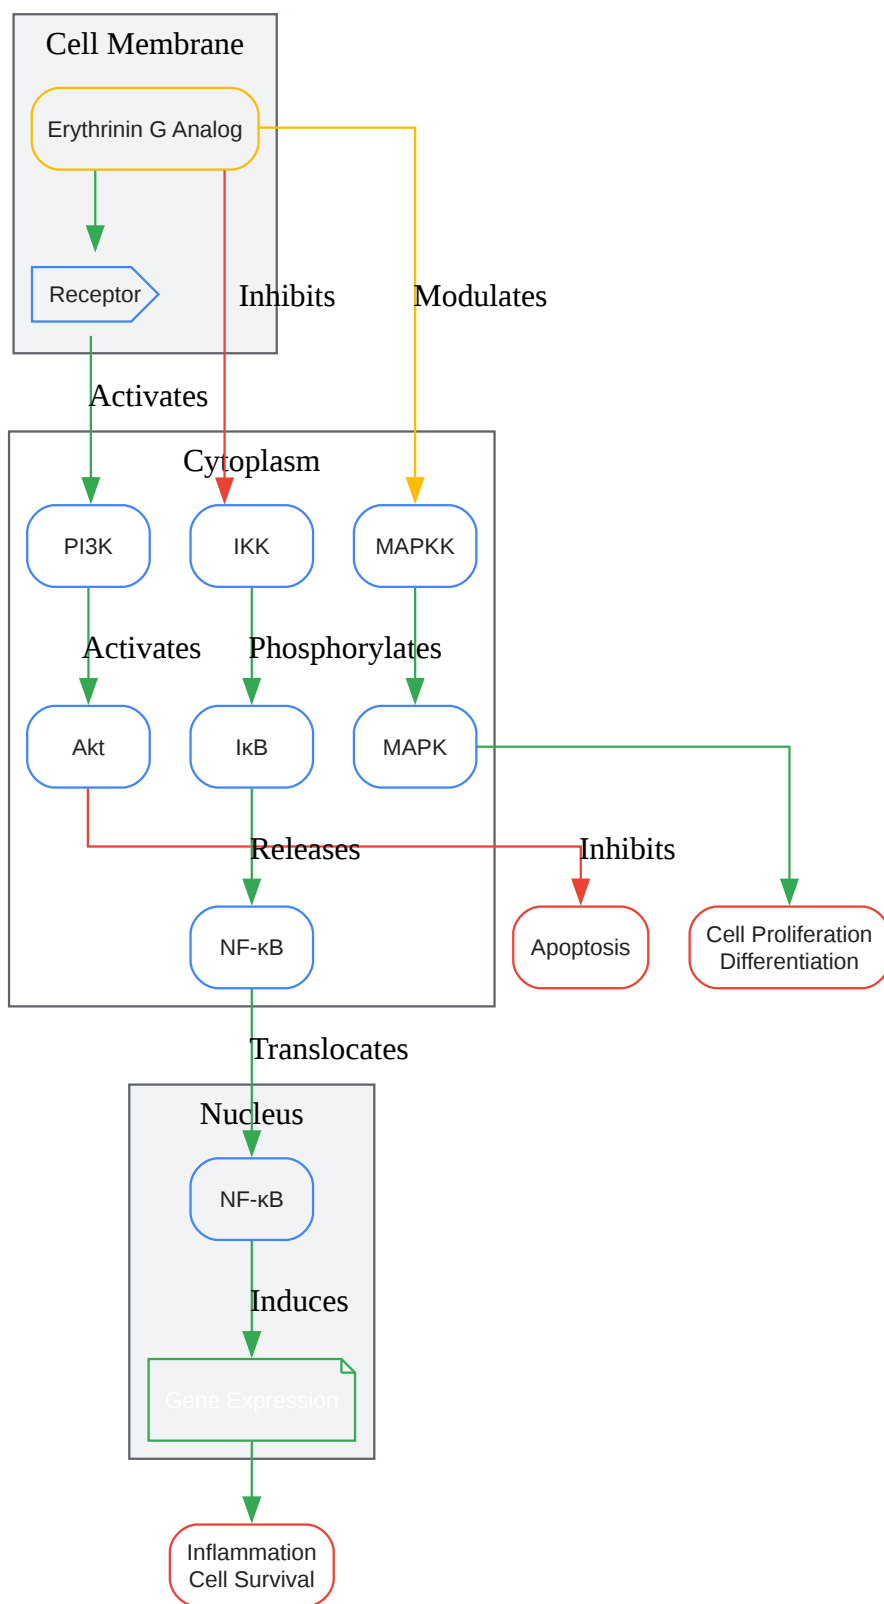 Cell Membrane
Erythrinin G Analog
Receptor
Inhibits
Modulates
Activates
Cytoplasm
PI3K
IKK
MAPKK
Activates
Phosphorylates
Akt
IκB
MAPK
Releases
Inhibits
NF-κB
Apoptosis
Cell Proliferation
Differentiation
Translocates
Nucleus
NF-κB
Induces
Gene Expression
Inflammation
Cell Survival